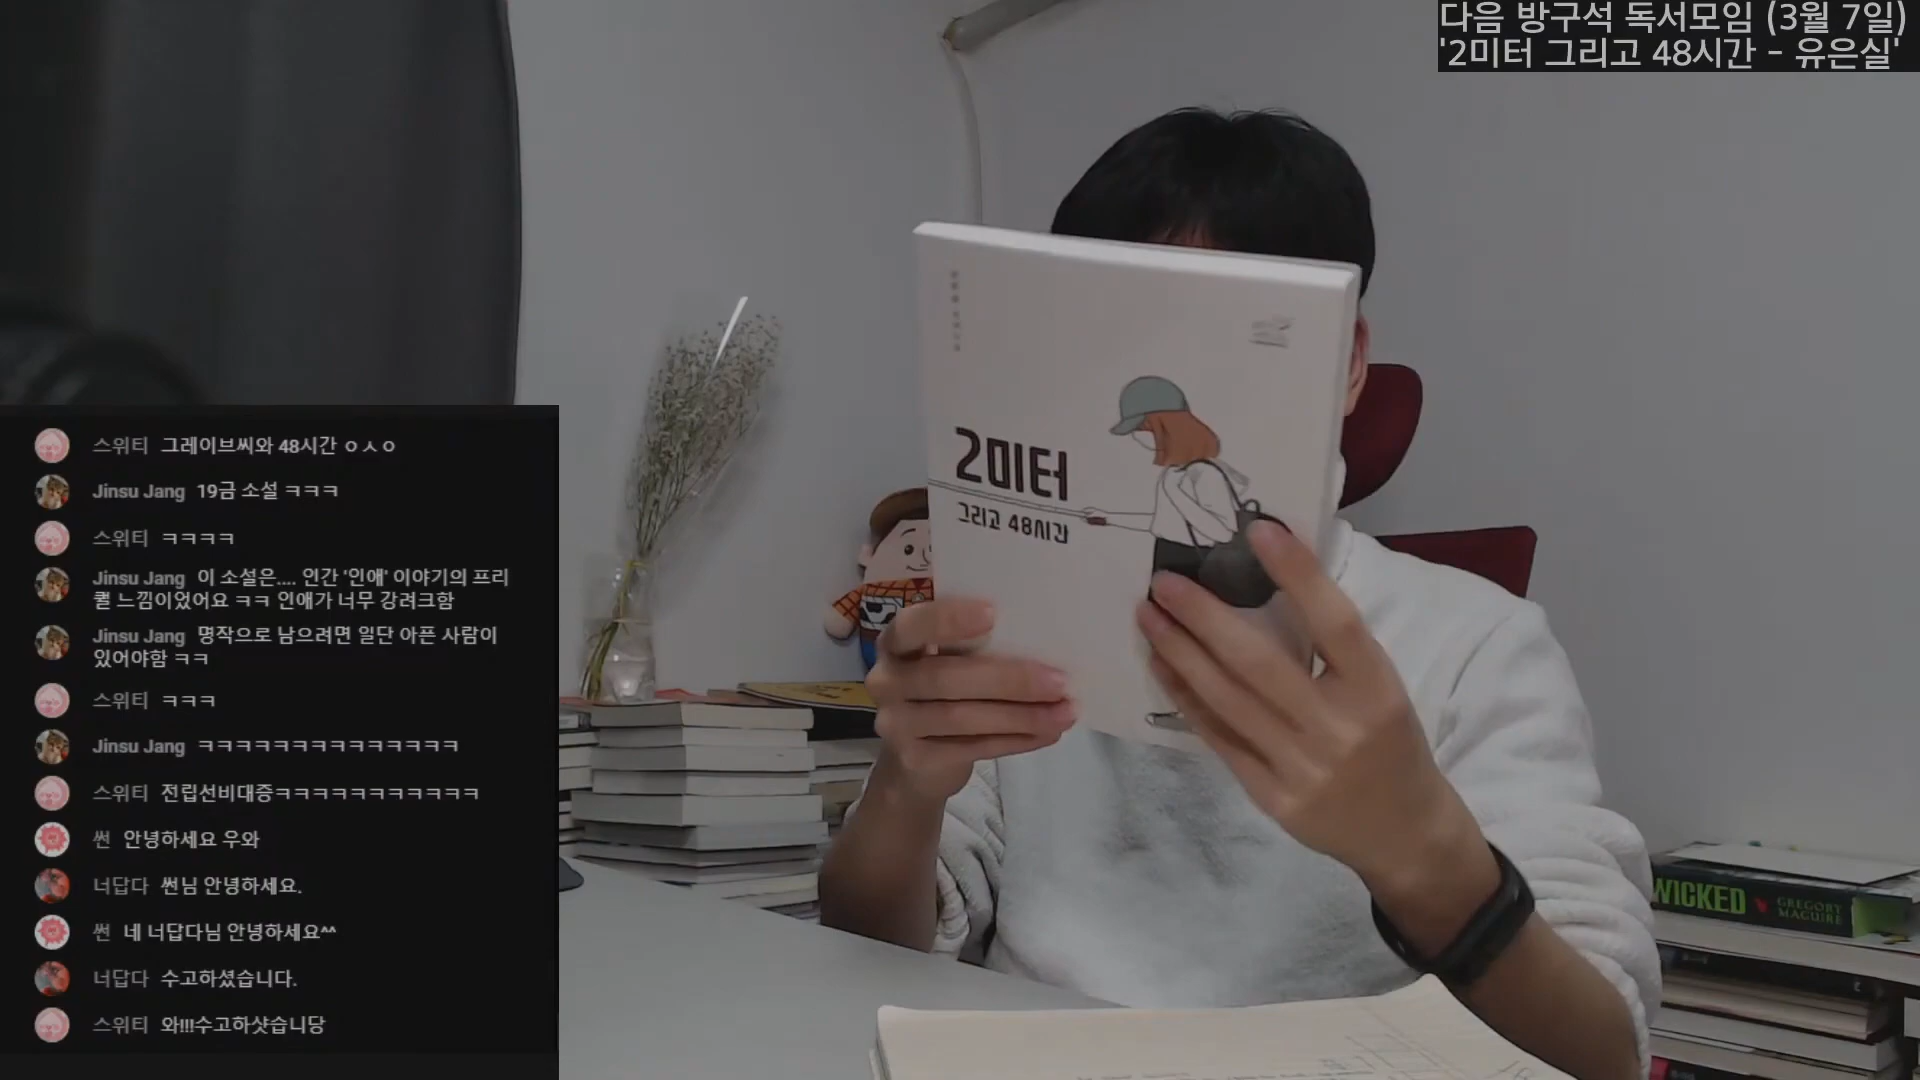 다음 방구석 독서모임 (3월 7일)
'2미터 그리고 48시간 - 유은실'
2미터
그리고 48시간
스위티 그레이브씨와 48시간 ㅇㅅㅇ
Jinsu Jang 19금 소설 ㅋㅋㅋ
스위티 ㅋㅋㅋㅋ
Jinsu Jang 이 소설은.... 인간 '인애' 이야기의 프리
퀄 느낌이었어요 ㅋㅋ 인애가 너무 강려크함
Jinsu Jang 명작으로 남으려면 일단 아픈 사람이
있어야함 ㅋㅋ
스위티 ㅋㅋㅋ
Jinsu Jang ㅋㅋㅋㅋㅋㅋㅋㅋㅋㅋㅋㅋㅋㅋ
스위티 전립선비대증ㅋㅋㅋㅋㅋㅋㅋㅋㅋㅋㅋ
썬 안녕하세요 우와
너답다 썬님 안녕하세요.
썬 네 너답다님 안녕하세요^^
너답다 수고하셨습니다.
스위티 와!!!수고하샷습니당
WICKED
GREGORY
MAGUIRE